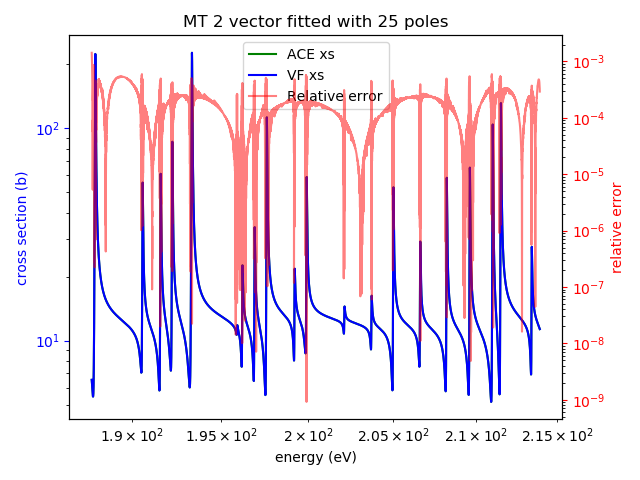 MT 2 vector fitted with 25 poles
ACE xs
VF xs
Relative error
cross section (b)
10²
10¹
relative error
10⁻³
10⁻⁴
10⁻⁵
10⁻⁶
10⁻⁷
10⁻⁸
10⁻⁹
1.9 × 10² 1.95 × 10² 2 × 10² 2.05 × 10² 2.1 × 10² 2.15 × 10²
energy (eV)